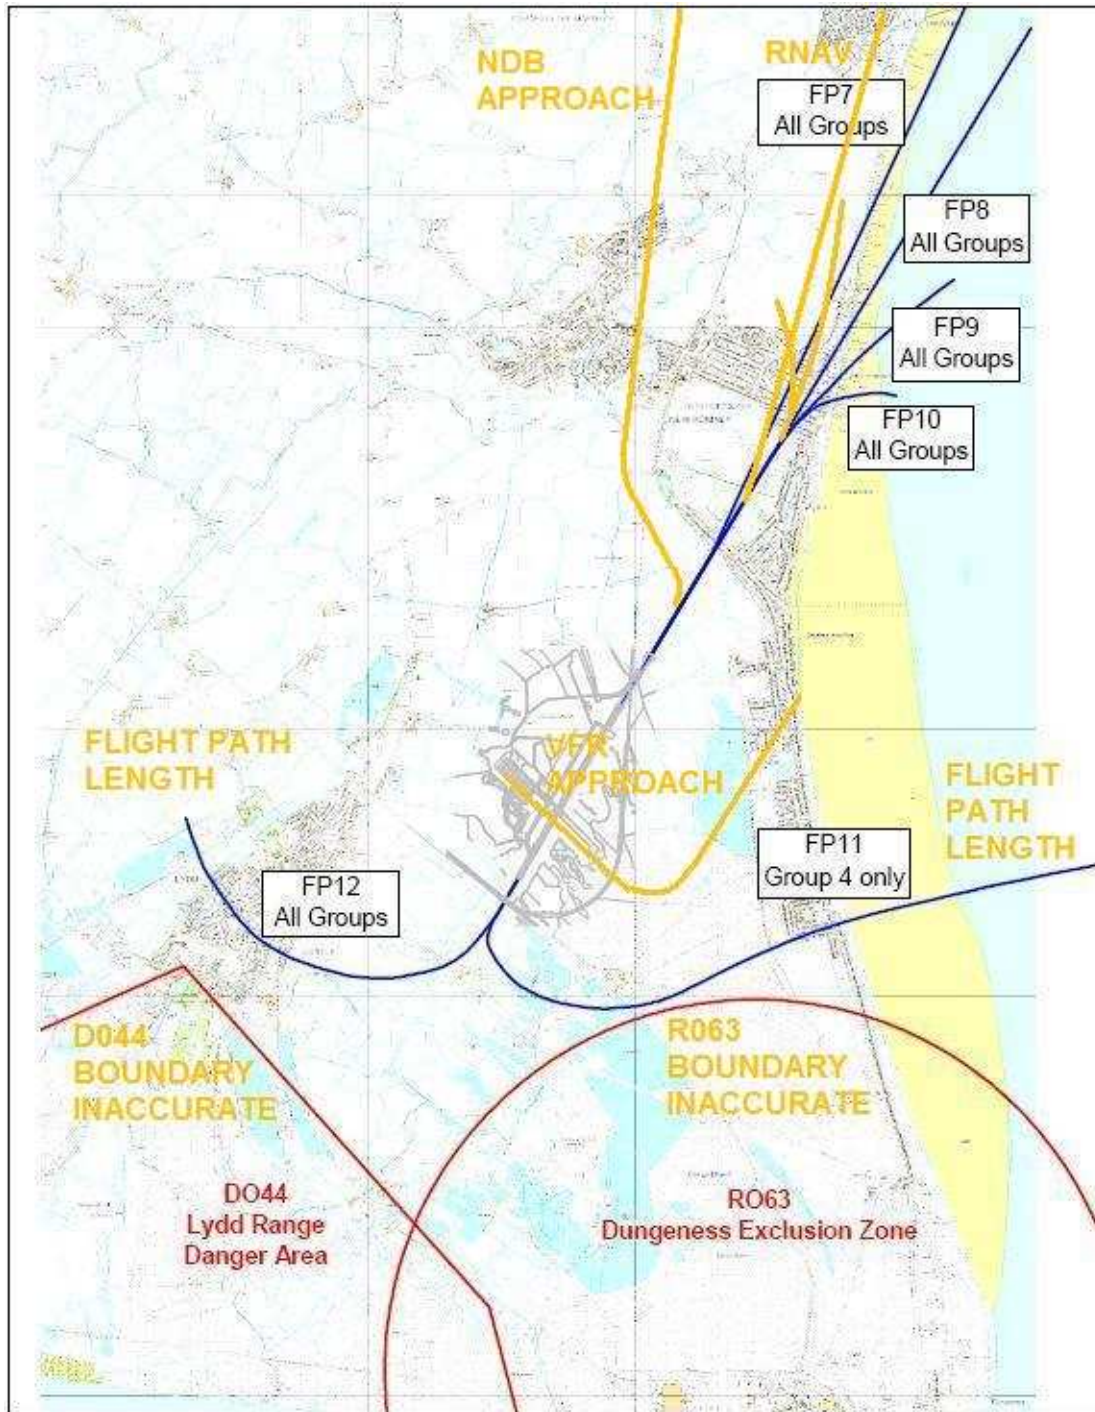 NDB
APPROACH
RNAV
FP7
All Groups
FP8
All Groups
FP9
All Groups
FP10
All Groups
FLIGHT PATH
LENGTH
VFR
APPROACH
FLIGHT
PATH
LENGTH
FP11
Group 4 only
FP12
All Groups
D044
BOUNDARY
INACCURATE
R063
BOUNDARY
INACCURATE
DO44
Lydd Range
Danger Area
RO63
Dungeness Exclusion Zone